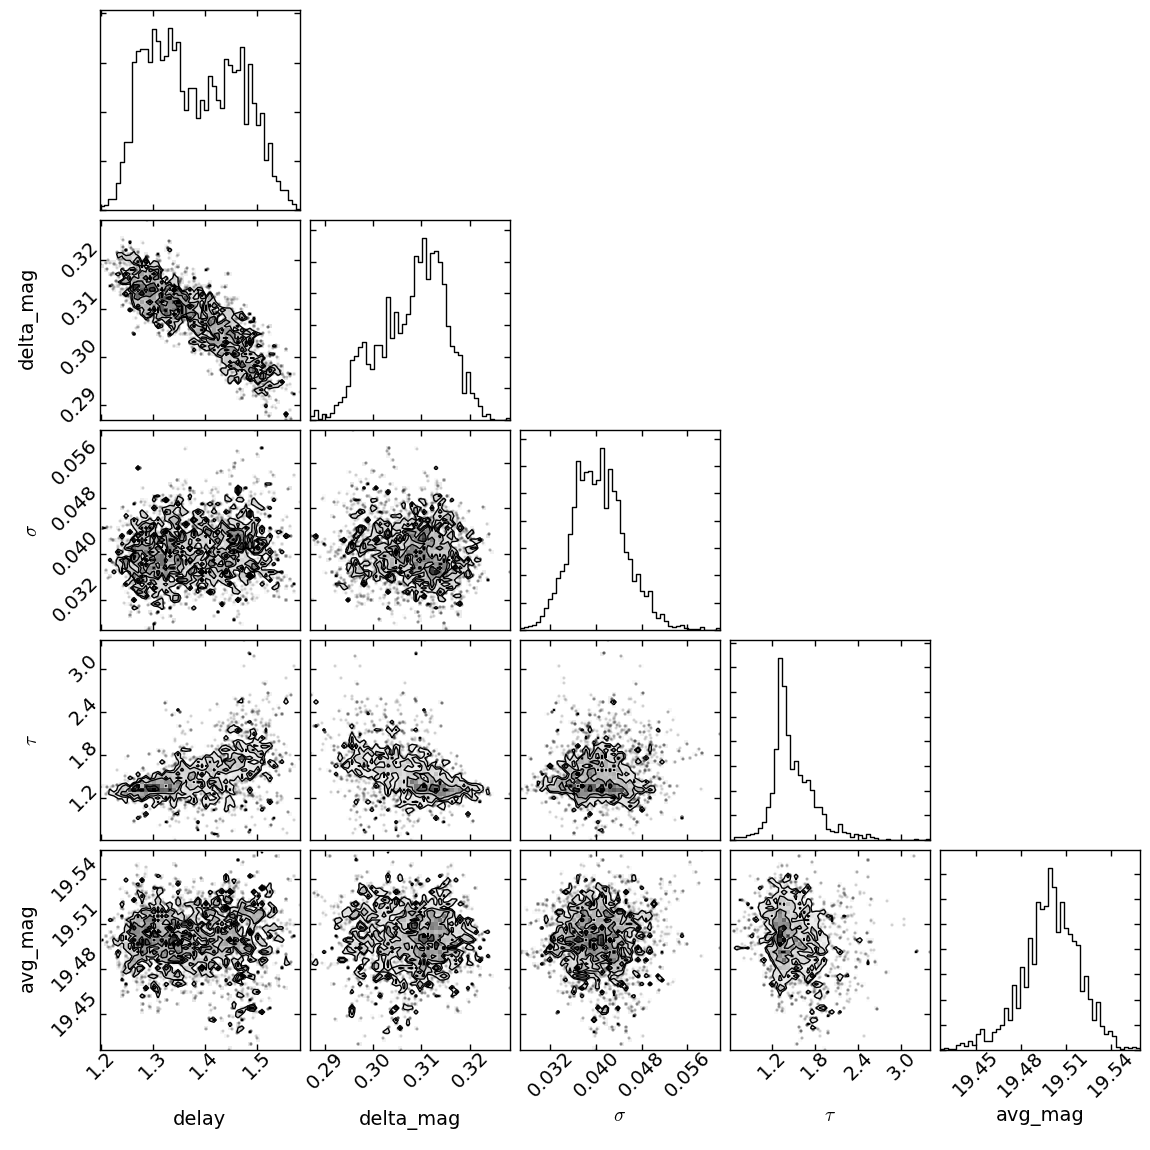 0.32
0.31
0.30
0.29
delta_mag
0.056
0.048
0.040
0.032
σ
3.0
2.4
1.8
1.2
τ
19.54
19.51
19.48
19.45
avg_mag
1.2 1.3 1.4 1.5
0.29 0.30 0.31 0.32
0.032 0.040 0.048 0.056
1.2 1.8 2.4 3.0
19.45 19.48 19.51 19.54
delay
delta_mag
σ
τ
avg_mag